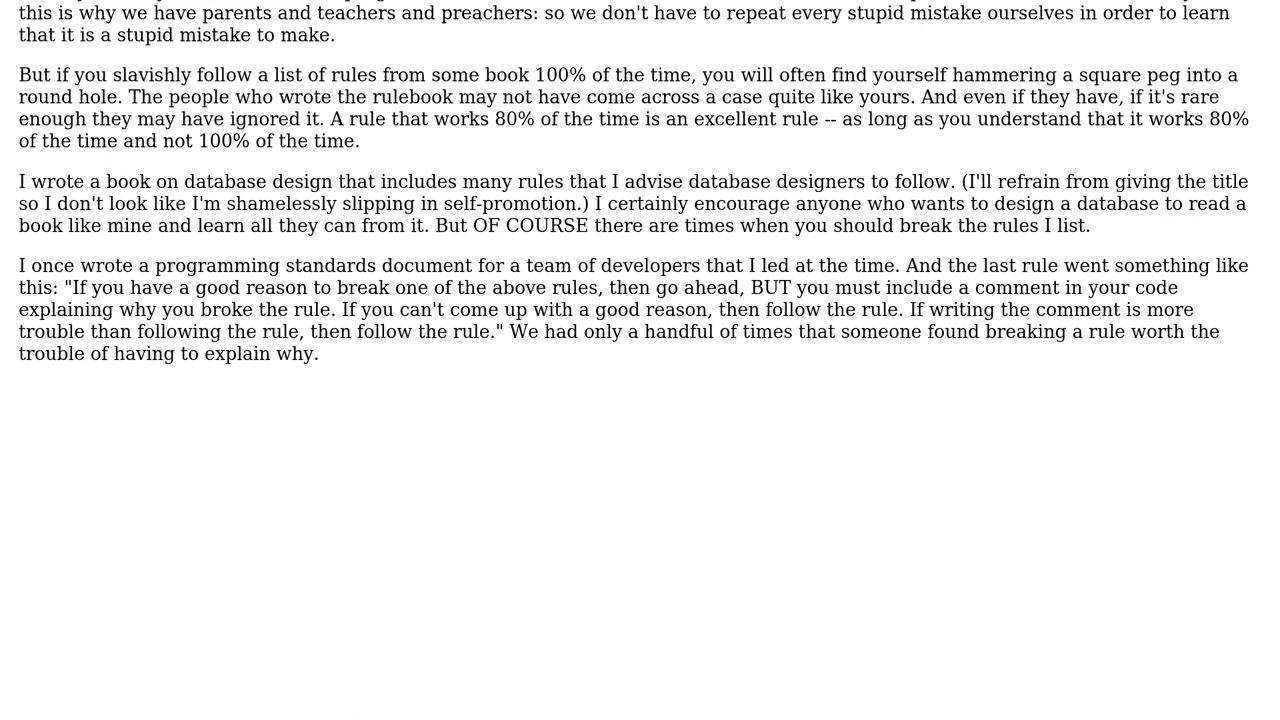 this is why we have parents and teachers and preachers: so we don't have to repeat every stupid mistake ourselves in order to learn
that it is a stupid mistake to make.
But if you slavishly follow a list of rules from some book 100% of the time, you will often find yourself hammering a square peg into a
round hole. The people who wrote the rulebook may not have come across a case quite like yours. And even if they have, if it's rare
enough they may have ignored it. A rule that works 80% of the time is an excellent rule -- as long as you understand that it works 80%
of the time and not 100% of the time.
I wrote a book on database design that includes many rules that I advise database designers to follow. (I'll refrain from giving the title
so I don't look like I'm shamelessly slipping in self-promotion.) I certainly encourage anyone who wants to design a database to read a
book like mine and learn all they can from it. But OF COURSE there are times when you should break the rules I list.
I once wrote a programming standards document for a team of developers that I led at the time. And the last rule went something like
this: "If you have a good reason to break one of the above rules, then go ahead, BUT you must include a comment in your code
explaining why you broke the rule. If you can't come up with a good reason, then follow the rule. If writing the comment is more
trouble than following the rule, then follow the rule." We had only a handful of times that someone found breaking a rule worth the
trouble of having to explain why.